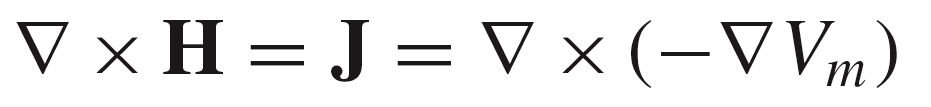 ∇ × H = J = ∇ × (−∇V_m)